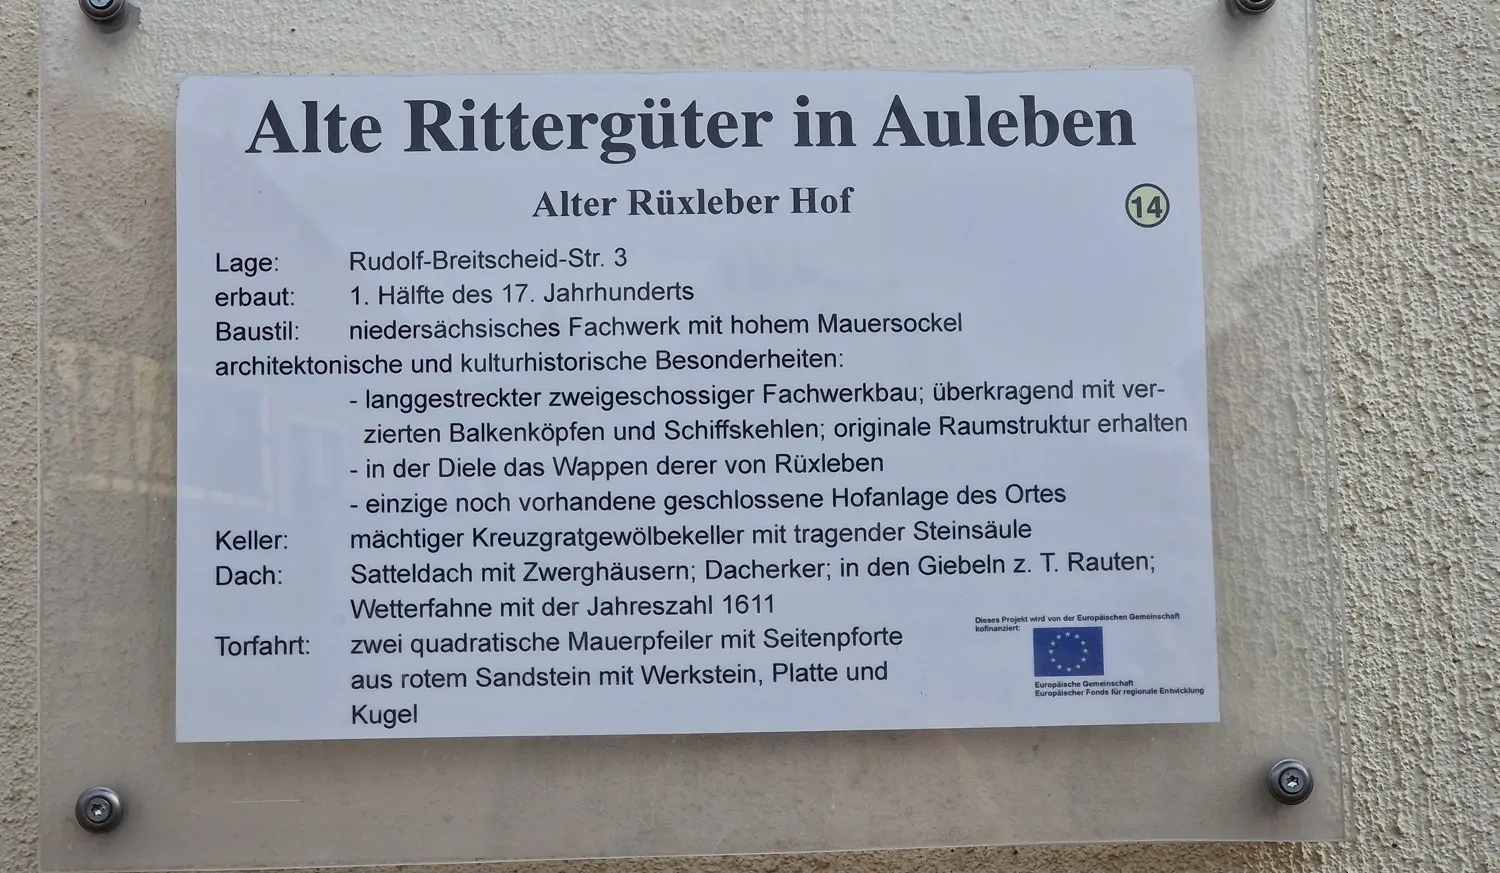 Alte Rittergüter in Auleben
Alter Rüxleber Hof
14
Lage: Rudolf-Breitscheid-Str. 3
erbaut: 1. Hälfte des 17. Jahrhunderts
Baustil: niedersächsisches Fachwerk mit hohem Mauersockel
architektonische und kulturhistorische Besonderheiten:
- langgestreckter zweigeschossiger Fachwerkbau; überkragend mit ver-
zierten Balkenköpfen und Schiffskehlen; originale Raumstruktur erhalten
- in der Diele das Wappen derer von Rüxleben
- einzige noch vorhandene geschlossene Hofanlage des Ortes
Keller: mächtiger Kreuzgratgewölbekeller mit tragender Steinsäule
Dach: Satteldach mit Zwerghäusern; Dacherker; in den Giebeln z. T. Rauten;
Wetterfahne mit der Jahreszahl 1611
Torfahrt: zwei quadratische Mauerpfeiler mit Seitenpforte
aus rotem Sandstein mit Werkstein, Platte und
Kugel
Dieses Projekt wird von der Europäischen Gemeinschaft
kofinanziert:
Europäische Gemeinschaft
Europäischer Fonds für regionale Entwicklung